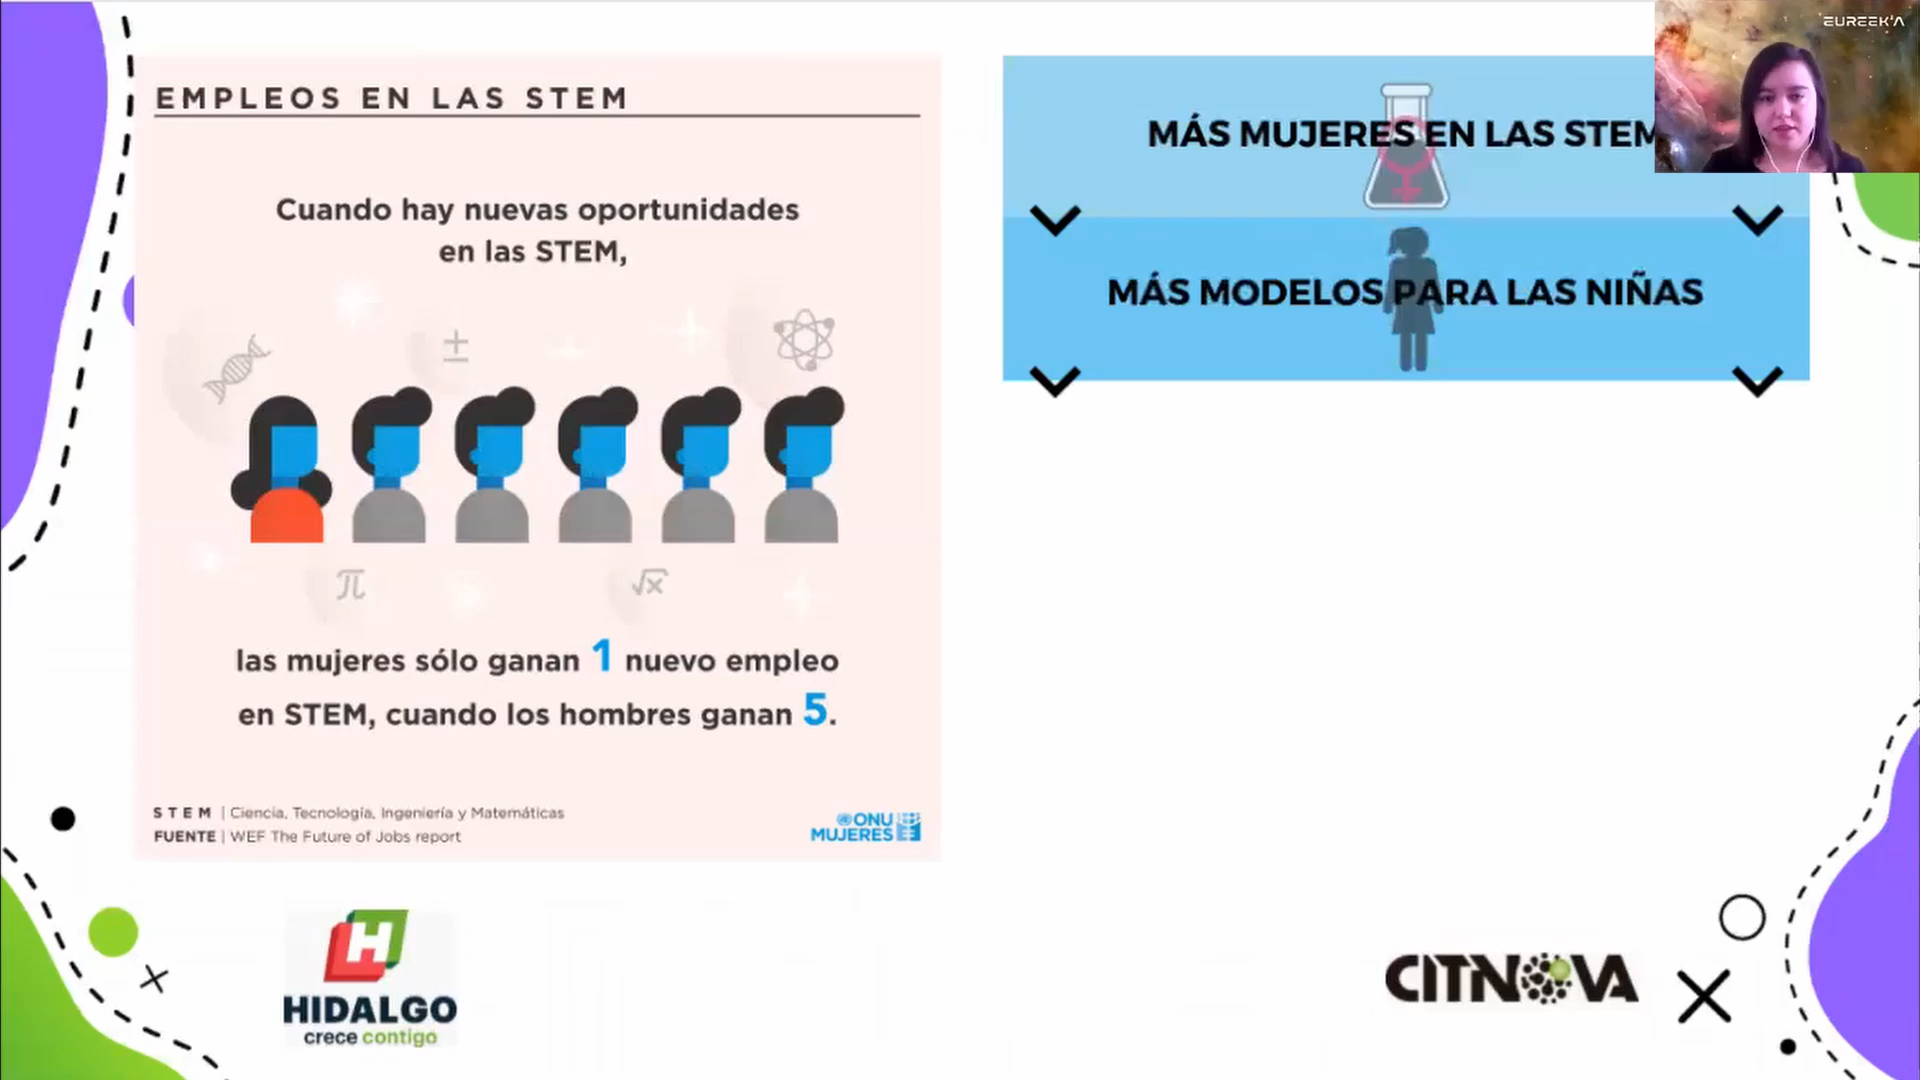 EMPLEOS EN LAS STEM
Cuando hay nuevas oportunidades
en las STEM,
±
π
√x
las mujeres sólo ganan 1 nuevo empleo
en STEM, cuando los hombres ganan 5.
STEM | Ciencia, Tecnología, Ingeniería y Matemáticas
FUENTE | WEF The Future of Jobs report
ONU
MUJERES
MÁS MUJERES EN LAS STEM
MÁS MODELOS PARA LAS NIÑAS
EUREEK'A
H
HIDALGO
crece contigo
CITNOVA